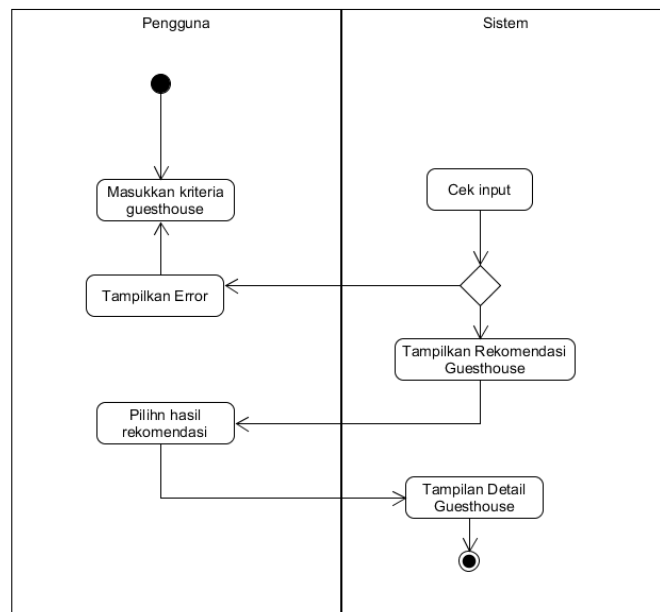 Pengguna
Sistem
Masukkan kriteria
guesthouse
Cek input
Tampilkan Error
Tampilkan Rekomendasi
Guesthouse
Pilihn hasil
rekomendasi
Tampilan Detail
Guesthouse